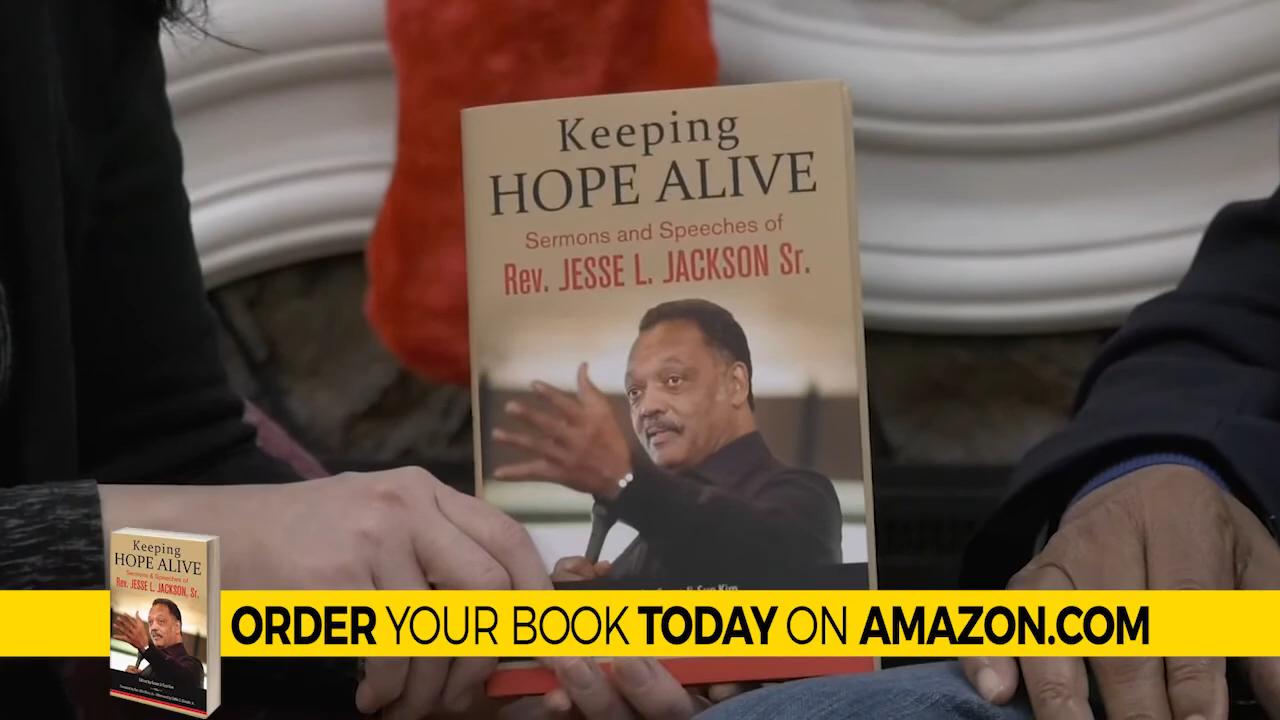 Keeping
HOPE ALIVE
Sermons and Speeches of
Rev. JESSE L. JACKSON Sr.
Keeping
HOPE ALIVE
Sermons & Speeches of
Rev. JESSE L. JACKSON, Sr.
ORDER YOUR BOOK TODAY ON AMAZON.COM